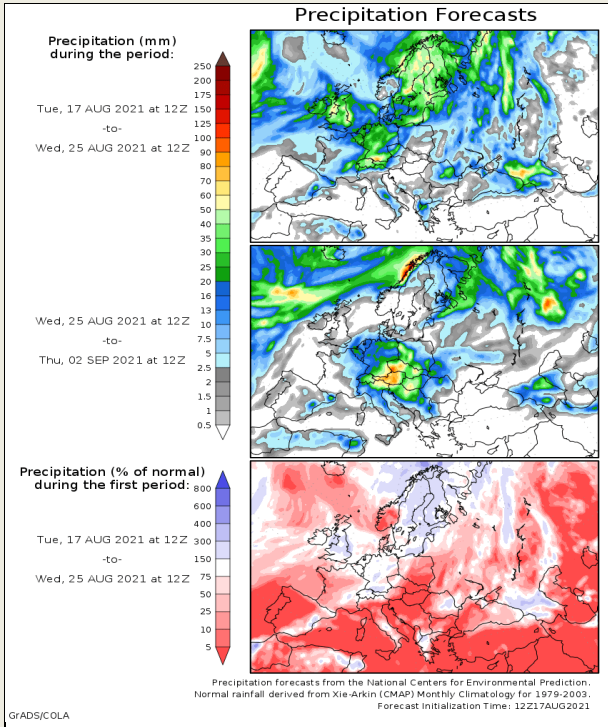 Precipitation Forecasts
Precipitation (mm)
during the period:
Tue, 17 AUG 2021 at 12Z
-to-
Wed, 25 AUG 2021 at 12Z
Wed, 25 AUG 2021 at 12Z
-to-
Thu, 02 SEP 2021 at 12Z
250
200
175
150
125
100
90
80
70
60
50
40
35
30
25
20
16
13
10
7.5
5
2.5
2
1.5
1
0.5
Precipitation (% of normal)
during the first period:
Tue, 17 AUG 2021 at 12Z
-to-
Wed, 25 AUG 2021 at 12Z
800
600
400
300
150
75
50
25
10
5
Precipitation forecasts from the National Centers for Environmental Prediction.
Normal rainfall derived from Xie-Arkin (CMAP) Monthly Climatology for 1979-2003.
Forecast Initialization Time: 12Z17AUG2021
GrADS/COLA